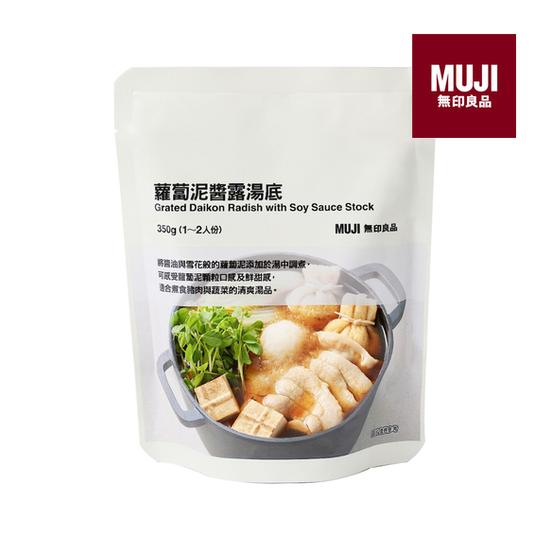 MUJI
無印良品
蘿蔔泥醬露湯底
Grated Daikon Radish with Soy Sauce Stock
350g (1～2人份)
MUJI 無印良品
將醬油與雪花般的蘿蔔泥添加於湯中調煮，
可感受蘿蔔泥顆粒口感及鮮甜感，
適合煮食豬肉與蔬菜的清爽湯品。